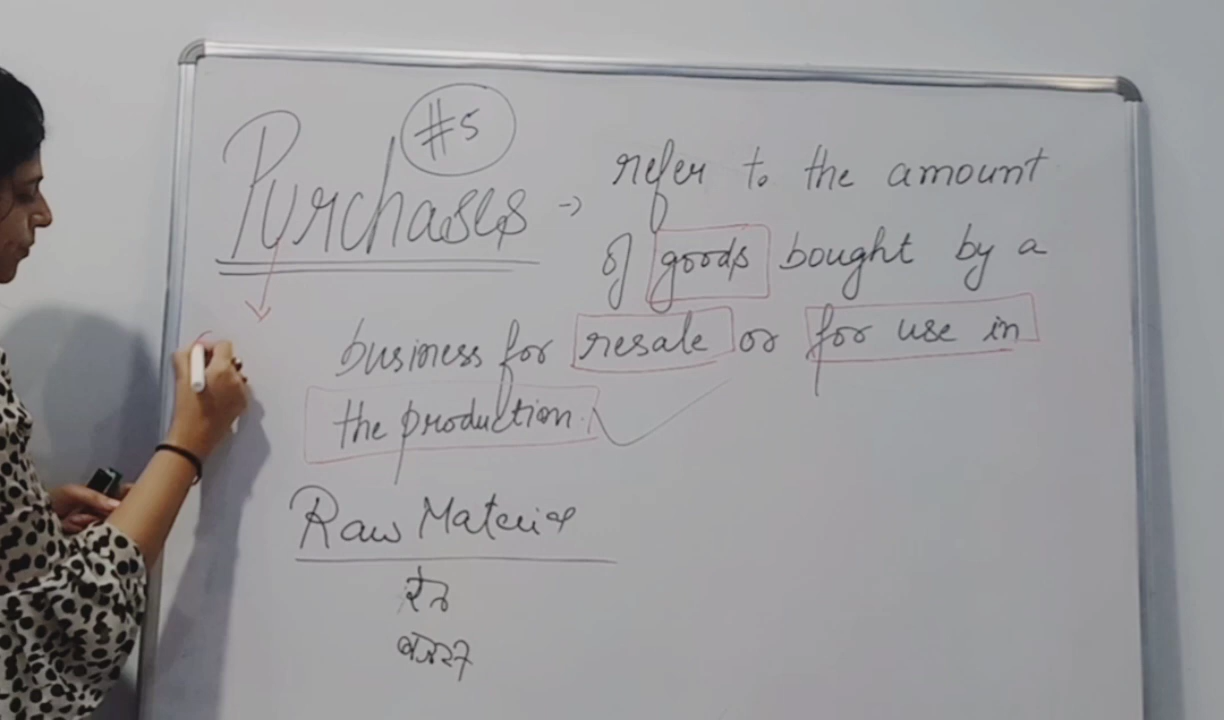 #5
Purchases → refer to the amount
of goods bought by a
business for resale or for use in
the production.
Raw Material
रेत